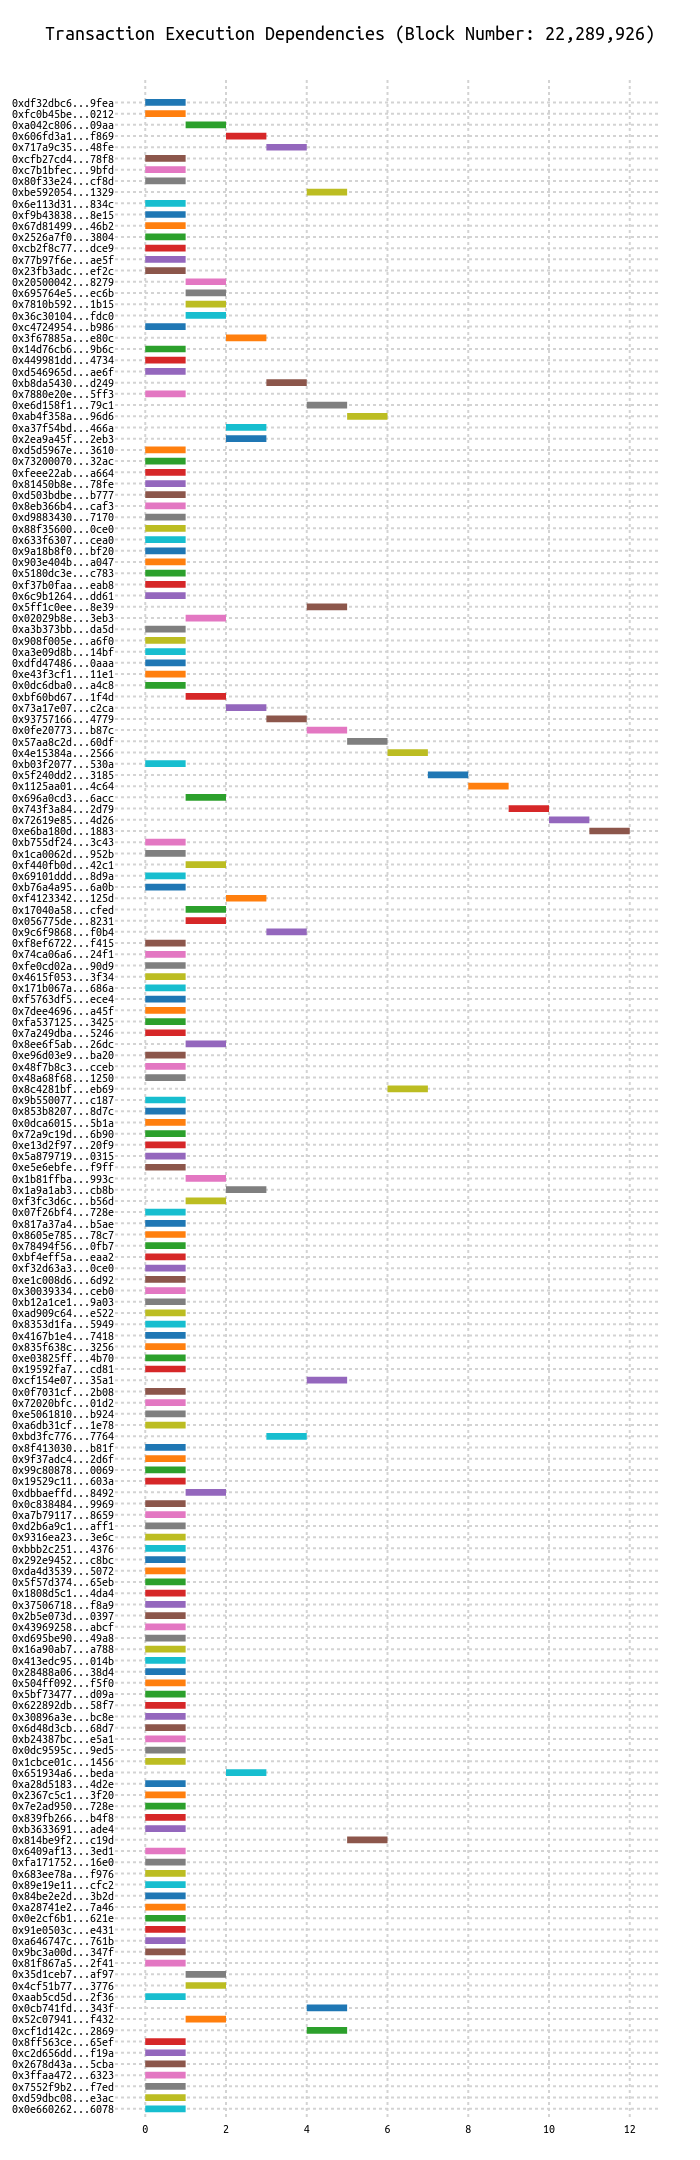 Transaction Execution Dependencies (Block Number: 22,289,926)
0xdf32dbc6...9fea
0xfc0b45be...0212
0xa042c806...09aa
0x606fd3a1...f869
0x717a9c35...48fe
0xcfb27cd4...78f8
0xc7b1bfec...9bfd
0x80f33e24...cf8d
0xbe592054...1329
0x6e113d31...834c
0xf9b43838...8e15
0x67d81499...46b2
0x2526a7f0...3804
0xcb2f8c77...dce9
0x77b97f6e...ae5f
0x23fb3adc...ef2c
0x20500042...8279
0x695764e5...ec6b
0x7810b592...1b15
0x36c30104...fdc0
0xc4724954...b986
0x3f67885a...e80c
0x14d76cb6...9b6c
0x449981dd...4734
0xd546965d...ae6f
0xb8da5430...d249
0x7880e20e...5ff3
0xe6d158f1...79c1
0xab4f358a...96d6
0xa37f54bd...466a
0x2ea9a45f...2eb3
0xd5d5967e...3610
0x73200070...32ac
0xfeee22ab...a664
0x81450b8e...78fe
0xd503bdbe...b777
0x8eb366b4...caf3
0xd9883430...7170
0x88f35600...0ce0
0x633f6307...cea0
0x9a18b8f0...bf20
0x903e404b...a047
0x5180dc3e...c783
0xf37b0faa...eab8
0x6c9b1264...dd61
0x5ff1c0ee...8e39
0x02029b8e...3eb3
0xa3b373bb...da5d
0x908f005e...a6f0
0xa3e09d8b...14bf
0xdfd47486...0aaa
0xe43f3cf1...11e1
0x0dc6dba0...a4c8
0xbf60bd67...1f4d
0x73a17e07...c2ca
0x93757166...4779
0x0fe20773...b87c
0x57aa8c2d...60df
0x4e15384a...2566
0xb03f2077...530a
0x5f240dd2...3185
0x1125aa01...4c64
0x696a0cd3...6acc
0x743f3a84...2d79
0x72619e85...4d26
0xe6ba180d...1883
0xb755df24...3c43
0x1ca0062d...952b
0xf440fb0d...42c1
0x69101ddd...8d9a
0xb76a4a95...6a0b
0xf4123342...125d
0x17040a58...cfed
0x056775de...8231
0x9c6f9868...f0b4
0xf8ef6722...f415
0x74ca06a6...24f1
0xfe0cd02a...90d9
0x4615f053...3f34
0x171b067a...686a
0xf5763df5...ece4
0x7dee4696...a45f
0xfa537125...3425
0x7a249dba...5246
0x8ee6f5ab...26dc
0xe96d03e9...ba20
0x48f7b8c3...cceb
0x48a68f68...1250
0x8c4281bf...eb69
0x9b550077...c187
0x853b8207...8d7c
0x0dca6015...5b1a
0x72a9c19d...6b90
0xe13d2f97...20f9
0x5a879719...0315
0xe5e6ebfe...f9ff
0x1b81ffba...993c
0x1a9a1ab3...cb8b
0xf3fc3d6c...b56d
0x07f26bf4...728e
0x817a37a4...b5ae
0x8605e785...78c7
0x78494f56...0fb7
0xbf4eff5a...eaa2
0xf32d63a3...0ce0
0xe1c008d6...6d92
0x30039334...ceb0
0xb12a1ce1...9a03
0xad909c64...e522
0x8353d1fa...5949
0x4167b1e4...7418
0x835f638c...3256
0xe03825ff...4b70
0x19592fa7...cd81
0xcf154e07...35a1
0x0f7031cf...2b08
0x72020bfc...01d2
0xe5061810...b924
0xa6db31cf...1e78
0xbd3fc776...7764
0x8f413030...b81f
0x9f37adc4...2d6f
0x99c80878...0069
0x19529c11...603a
0xdbbaeffd...8492
0x0c838484...9969
0xa7b79117...8659
0xd2b6a9c1...aff1
0x9316ea23...3e6c
0xbbb2c251...4376
0x292e9452...c8bc
0xda4d3539...5072
0x5f57d374...65eb
0x1808d5c1...4da4
0x37506718...f8a9
0x2b5e073d...0397
0x43969258...abcf
0xd695be90...49a8
0x16a90ab7...a788
0x413edc95...014b
0x28488a06...38d4
0x504ff092...f5f0
0x5bf73477...d09a
0x622892db...58f7
0x30896a3e...bc8e
0x6d48d3cb...68d7
0xb24387bc...e5a1
0x0dc9595c...9ed5
0x1cbce01c...1456
0x651934a6...beda
0xa28d5183...4d2e
0x2367c5c1...3f20
0x7e2ad950...728e
0x839fb266...b4f8
0xb3633691...ade4
0x814be9f2...c19d
0x6409af13...3ed1
0xfa171752...16e0
0x683ee78a...f976
0x89e19e11...cfc2
0x84be2e2d...3b2d
0xa28741e2...7a46
0x0e2cf6b1...621e
0x91e0503c...e431
0xa646747c...761b
0x9bc3a00d...347f
0x81f867a5...2f41
0x35d1ceb7...af97
0x4cf51b77...3776
0xaab5cd5d...2f36
0x0cb741fd...343f
0x52c07941...f432
0xcf1d142c...2869
0x8ff563ce...65ef
0xc2d656dd...f19a
0x2678d43a...5cba
0x3ffaa472...6323
0x7552f9b2...f7ed
0xd59dbc08...e3ac
0x0e660262...6078
0 2 4 6 8 10 12